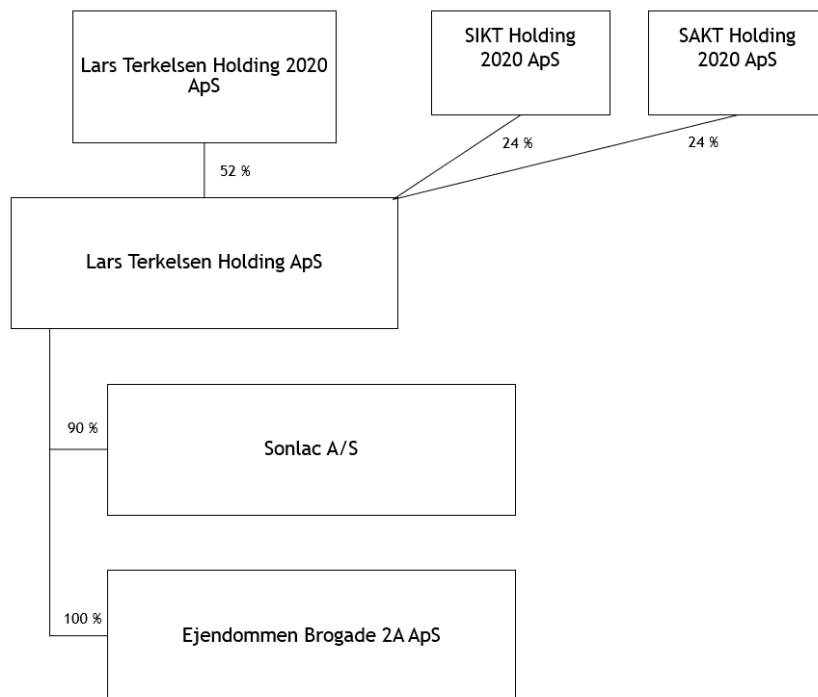 Lars Terkelsen Holding 2020
ApS
SIKT Holding
2020 ApS
SAKT Holding
2020 ApS
52 %
24 %
24 %
Lars Terkelsen Holding ApS
90 %
Sonlac A/S
100 %
Ejendommen Brogade 2A ApS